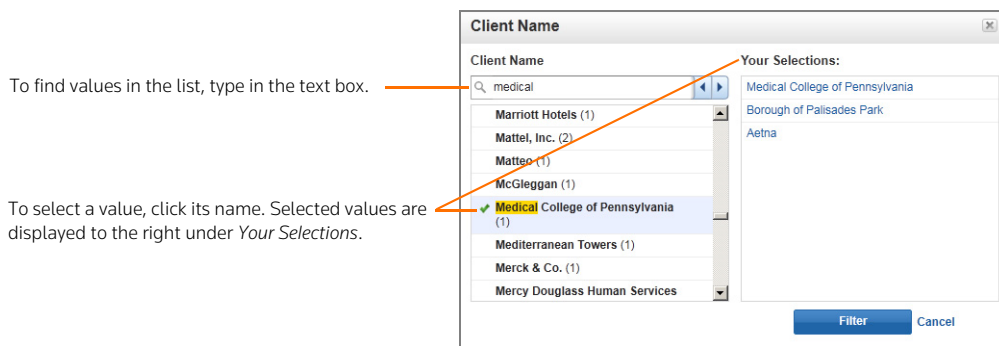 Client Name
Client Name
Your Selections:
To find values in the list, type in the text box.
medical
Medical College of Pennsylvania
Marriott Hotels (1)
Borough of Palisades Park
Mattel, Inc. (2)
Aetna
Matteo (1)
McGleggan (1)
To select a value, click its name. Selected values are
displayed to the right under Your Selections.
Medical College of Pennsylvania
(1)
Mediterranean Towers (1)
Merck & Co. (1)
Mercy Douglass Human Services
Filter
Cancel